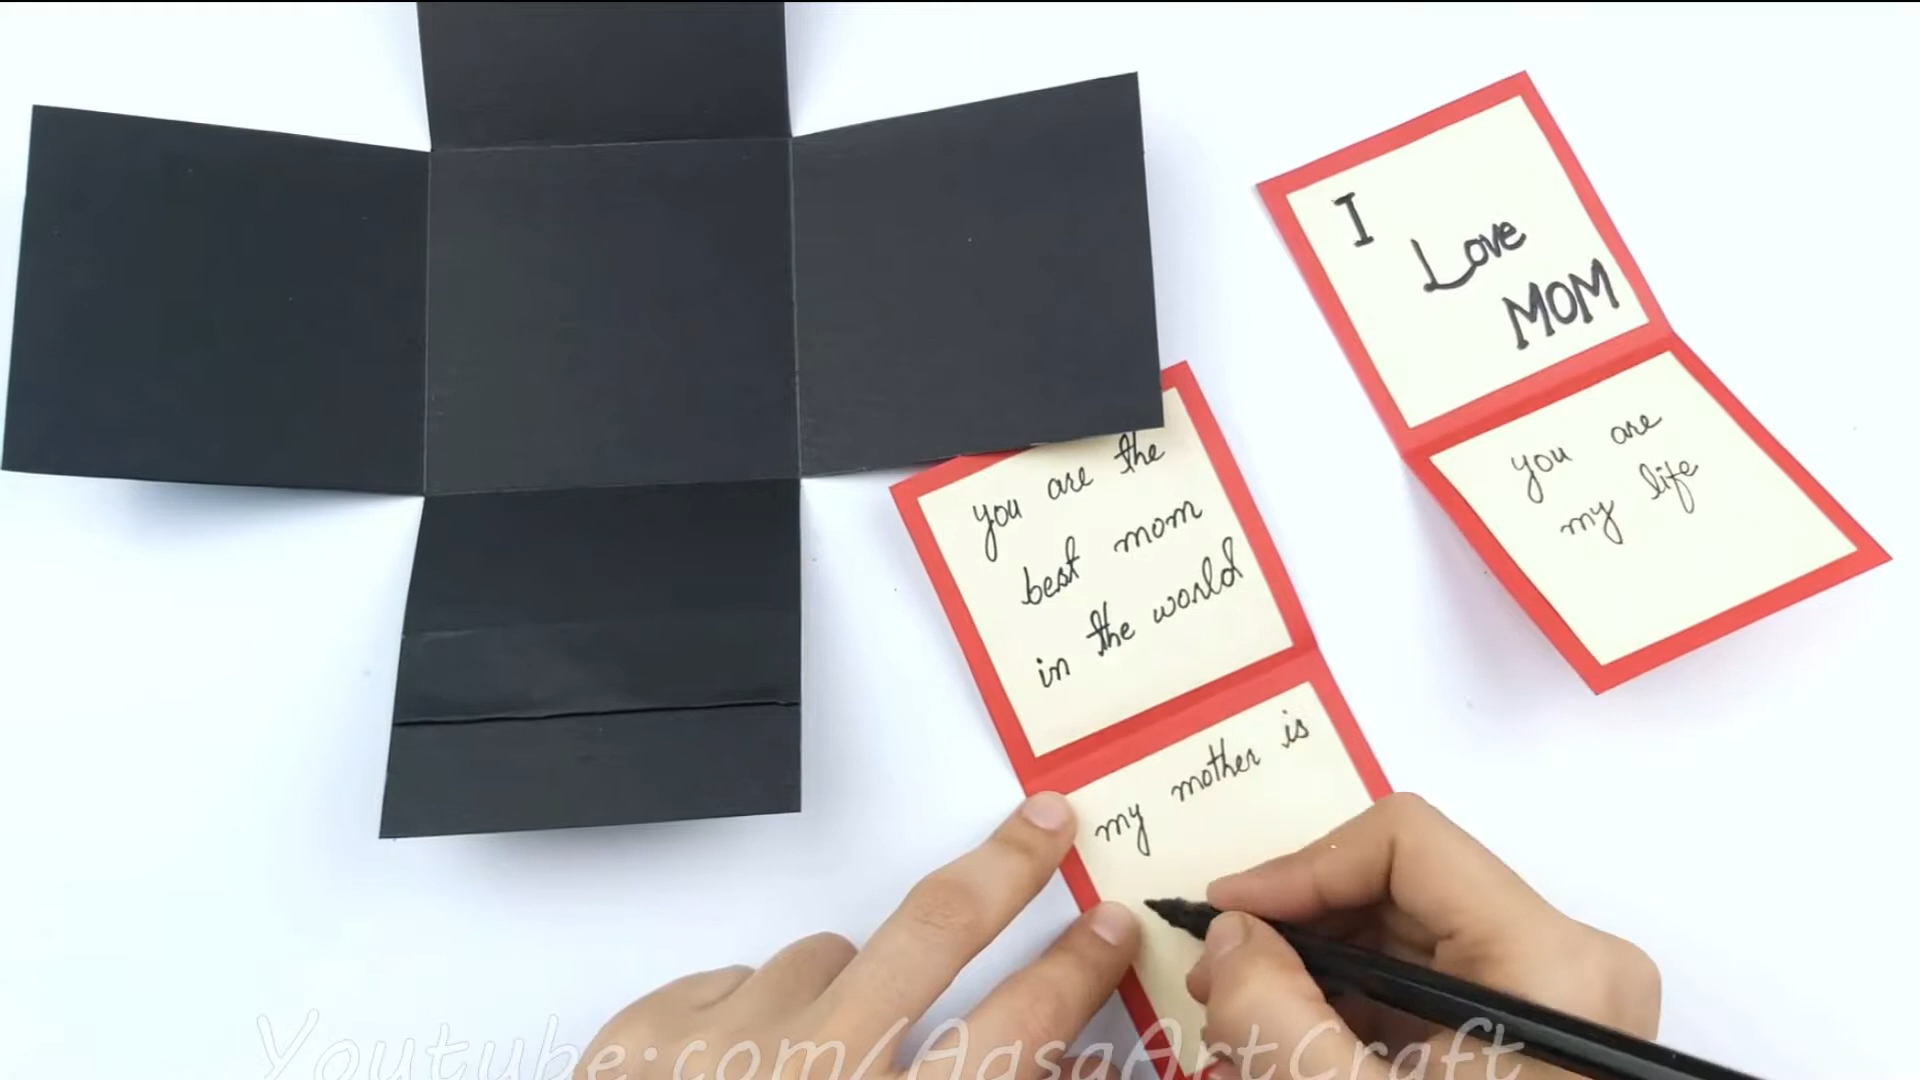 I
Love
MOM
you are
my life
you are the
best mom
in the world
my mother is
Youtube.com/AasaArtCraft